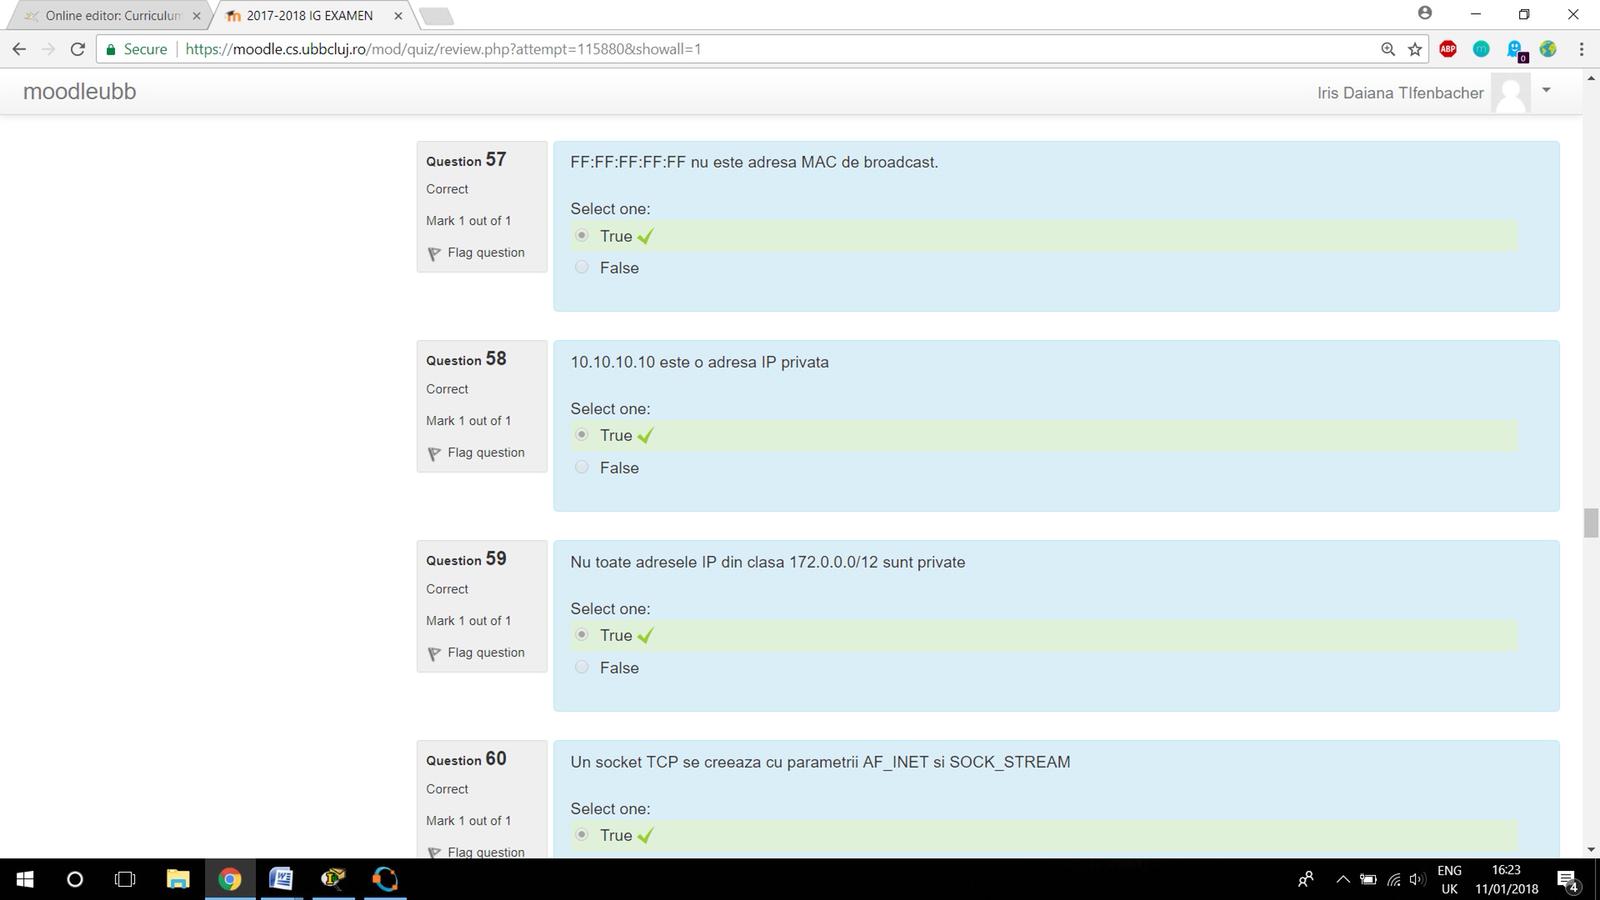 Online editor: Curriculum
2017-2018 IG EXAMEN
Secure https://moodle.cs.ubbcluj.ro/mod/quiz/review.php?attempt=115880&showall=1
ABP
m
0
moodleubb
Iris Daiana TIfenbacher
Question 57
Correct
Mark 1 out of 1
Flag question
FF:FF:FF:FF:FF nu este adresa MAC de broadcast.
Select one:
True
False
Question 58
Correct
Mark 1 out of 1
Flag question
10.10.10.10 este o adresa IP privata
Select one:
True
False
Question 59
Correct
Mark 1 out of 1
Flag question
Nu toate adresele IP din clasa 172.0.0.0/12 sunt private
Select one:
True
False
Question 60
Correct
Mark 1 out of 1
Flag question
Un socket TCP se creeaza cu parametrii AF_INET si SOCK_STREAM
Select one:
True
ENG
UK
16:23
11/01/2018
4